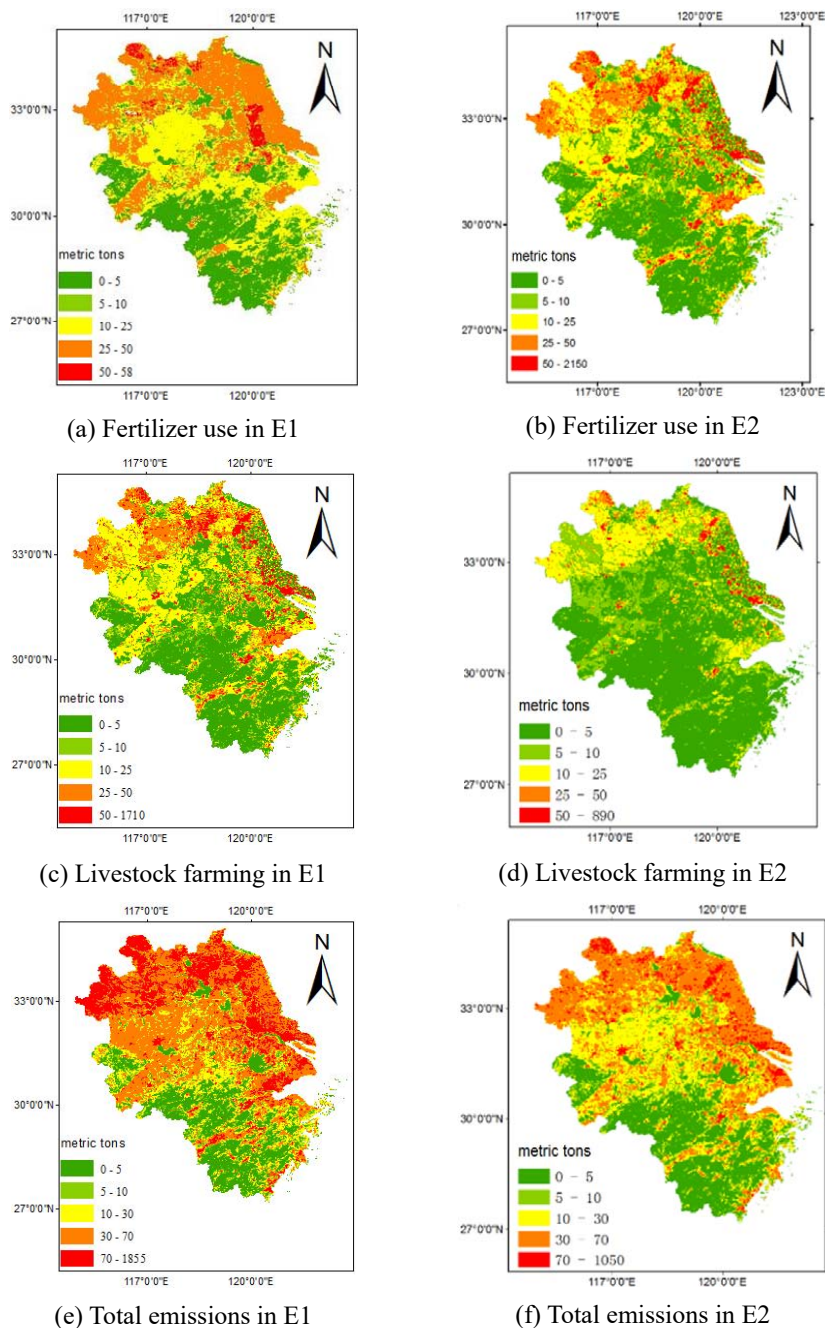 117°0'0"E 120°0'0"E
N
33°0'0"N
30°0'0"N
metric tons
0 - 5
5 - 10
10 - 25
25 - 50
50 - 58
27°0'0"N
117°0'0"E 120°0'0"E
(a) Fertilizer use in E1
117°0'0"E 120°0'0"E 123°0'0"E
N
33°0'0"N
30°0'0"N
metric tons
0 - 5
5 - 10
10 - 25
25 - 50
50 - 2150
27°0'0"N
117°0'0"E 120°0'0"E 123°0'0"E
(b) Fertilizer use in E2
117°0'0"E 120°0'0"E
N
33°0'0"N
30°0'0"N
metric tons
0 - 5
5 - 10
10 - 25
25 - 50
50 - 1710
27°0'0"N
117°0'0"E 120°0'0"E
(c) Livestock farming in E1
117°0'0"E 120°0'0"E
N
33°0'0"N
30°0'0"N
metric tons
0 - 5
5 - 10
10 - 25
25 - 50
50 - 890
27°0'0"N
117°0'0"E 120°0'0"E
(d) Livestock farming in E2
117°0'0"E 120°0'0"E
N
33°0'0"N
30°0'0"N
metric tons
0 - 5
5 - 10
10 - 30
30 - 70
70 - 1855
27°0'0"N
117°0'0"E 120°0'0"E
(e) Total emissions in E1
117°0'0"E 120°0'0"E
N
33°0'0"N
30°0'0"N
metric tons
0 - 5
5 - 10
10 - 30
30 - 70
70 - 1050
27°0'0"N
117°0'0"E 120°0'0"E
(f) Total emissions in E2